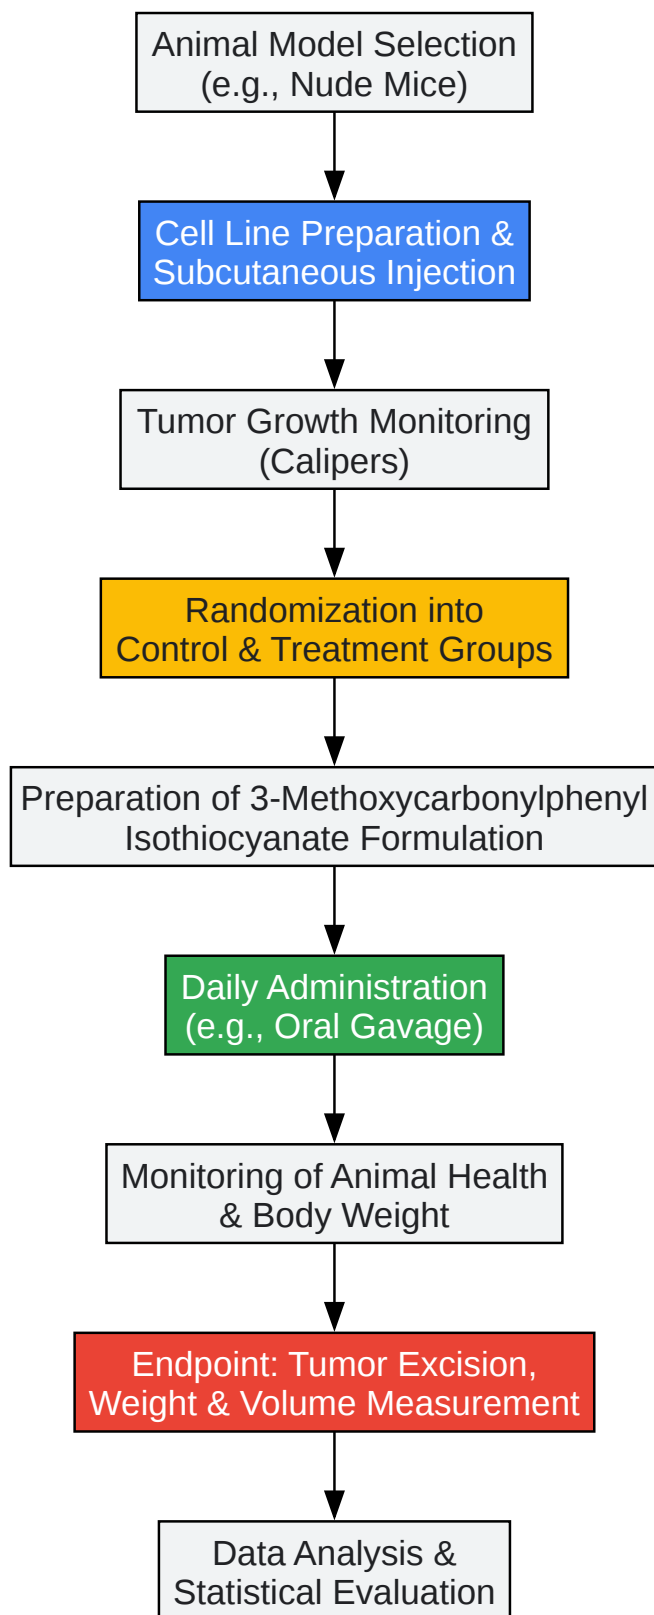 Animal Model Selection
(e.g., Nude Mice)
Cell Line Preparation &
Subcutaneous Injection
Tumor Growth Monitoring
(Calipers)
Randomization into
Control & Treatment Groups
Preparation of 3-Methoxycarbonylphenyl
Isothiocyanate Formulation
Daily Administration
(e.g., Oral Gavage)
Monitoring of Animal Health
& Body Weight
Endpoint: Tumor Excision,
Weight & Volume Measurement
Data Analysis &
Statistical Evaluation